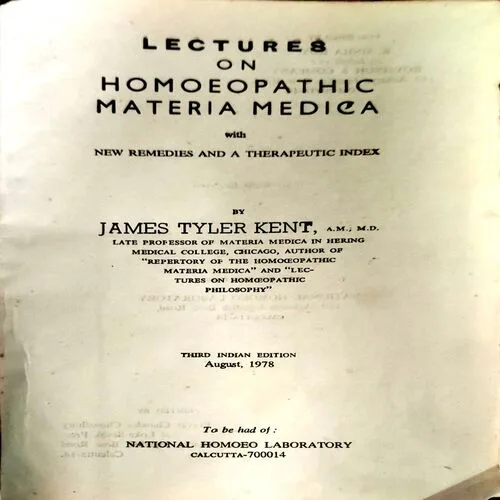 LECTURES
ON
HOMOEOPATHIC
MATERIA MEDICA
with
NEW REMEDIES AND A THERAPEUTIC INDEX
BY
JAMES TYLER KENT, A.M., M.D.
LATE PROFESSOR OF MATERIA MEDICA IN HERING
MEDICAL COLLEGE, CHICAGO, AUTHOR OF
"REPERTORY OF THE HOMOEOPATHIC
MATERIA MEDICA" AND "LEC-
TURES ON HOMOEOPATHIC
PHILOSOPHY"
THIRD INDIAN EDITION
August, 1978
To be had of :
NATIONAL HOMOEO LABORATORY
CALCUTTA-700014